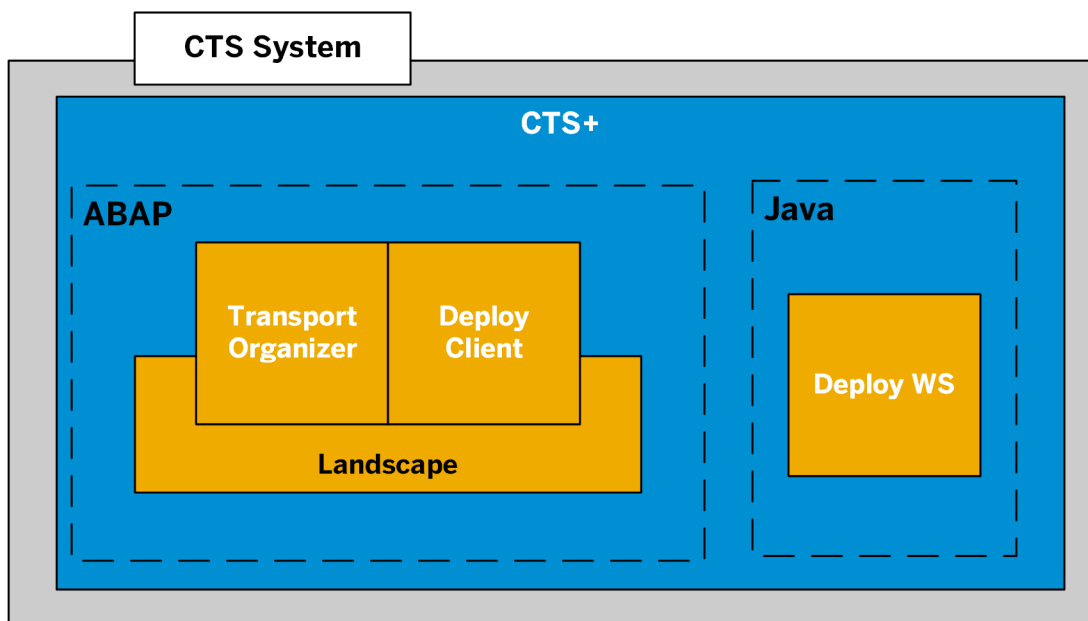 CTS System
CTS+
ABAP
Java
Transport
Organizer
Deploy
Client
Deploy WS
Landscape